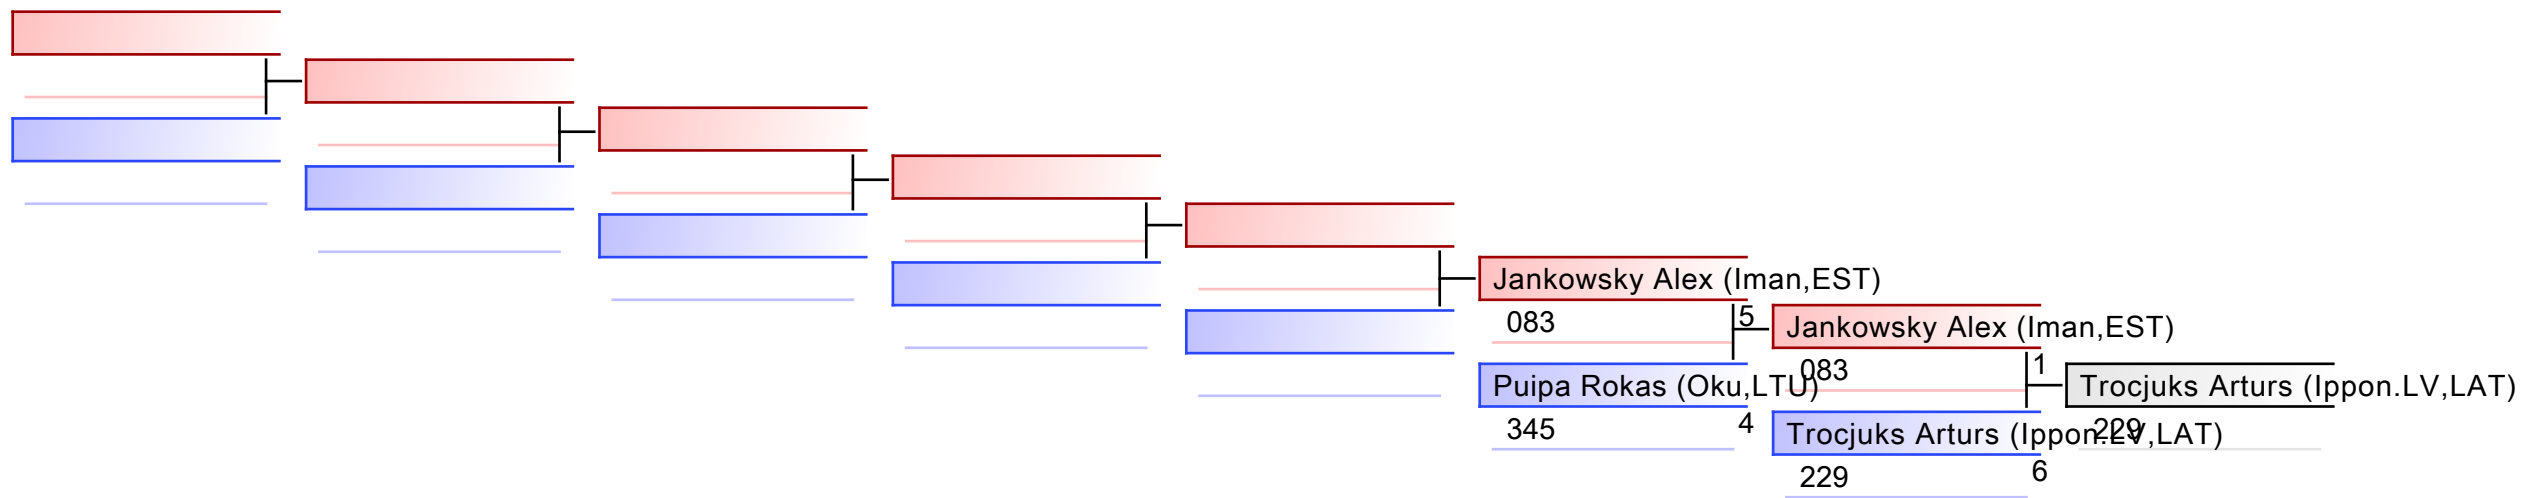 Jankowsky Alex (Iman,EST)
083
5
Puipa Rokas (Oku,LTU)
345
4
Jankowsky Alex (Iman,EST)
083
1
Trocjuks Arturs (Ippon.LV,LAT)
229
6
Trocjuks Arturs (Ippon.LV,LAT)
229